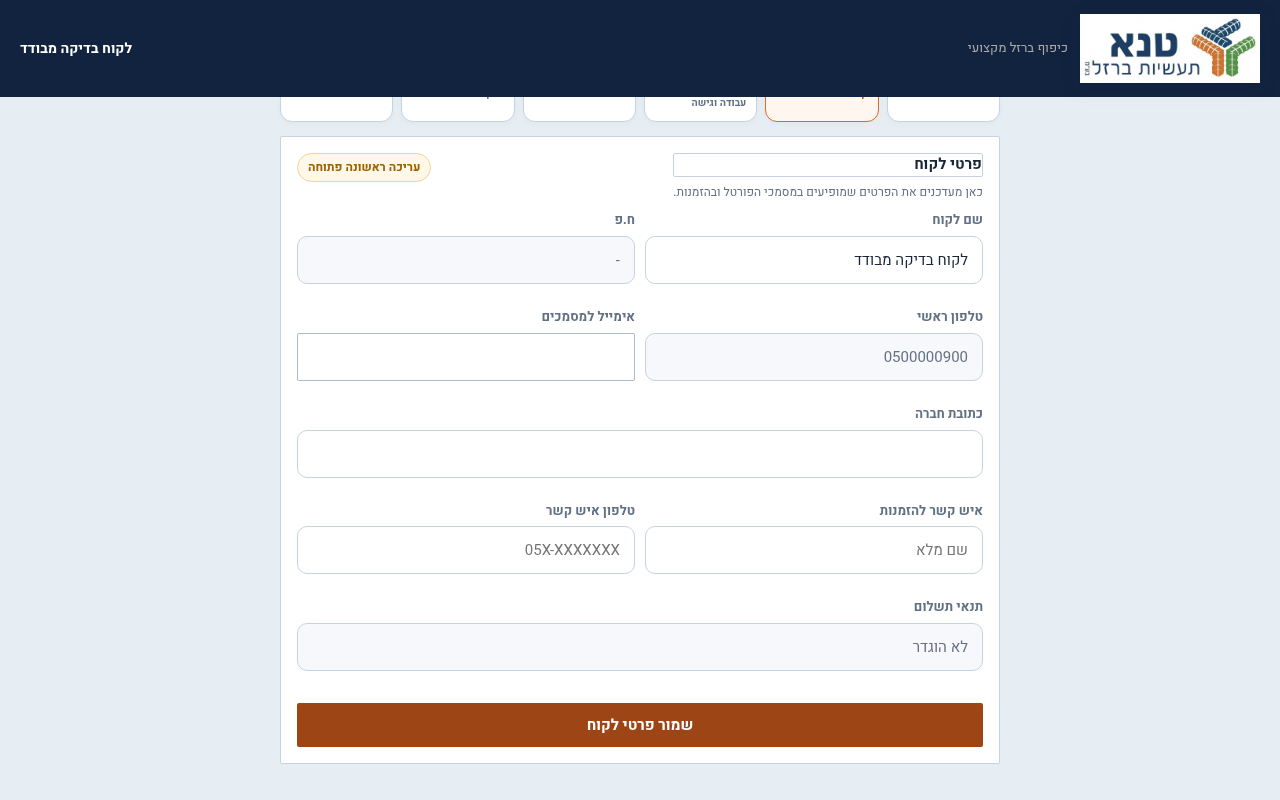 טנא
תעשיות ברזל בע"מ
כיפוף ברזל מקצועי
לקוח בדיקה מבודד
עבודה וגישה
פרטי לקוח
עריכה ראשונה פתוחה
כאן מעדכנים את הפרטים שמופיעים במסמכי הפורטל ובהזמנות.
שם לקוח
ח.פ
לקוח בדיקה מבודד
-
טלפון ראשי
אימייל למסמכים
0500000900
כתובת חברה
איש קשר להזמנות
טלפון איש קשר
שם מלא
05X-XXXXXXX
תנאי תשלום
לא הוגדר
שמור פרטי לקוח